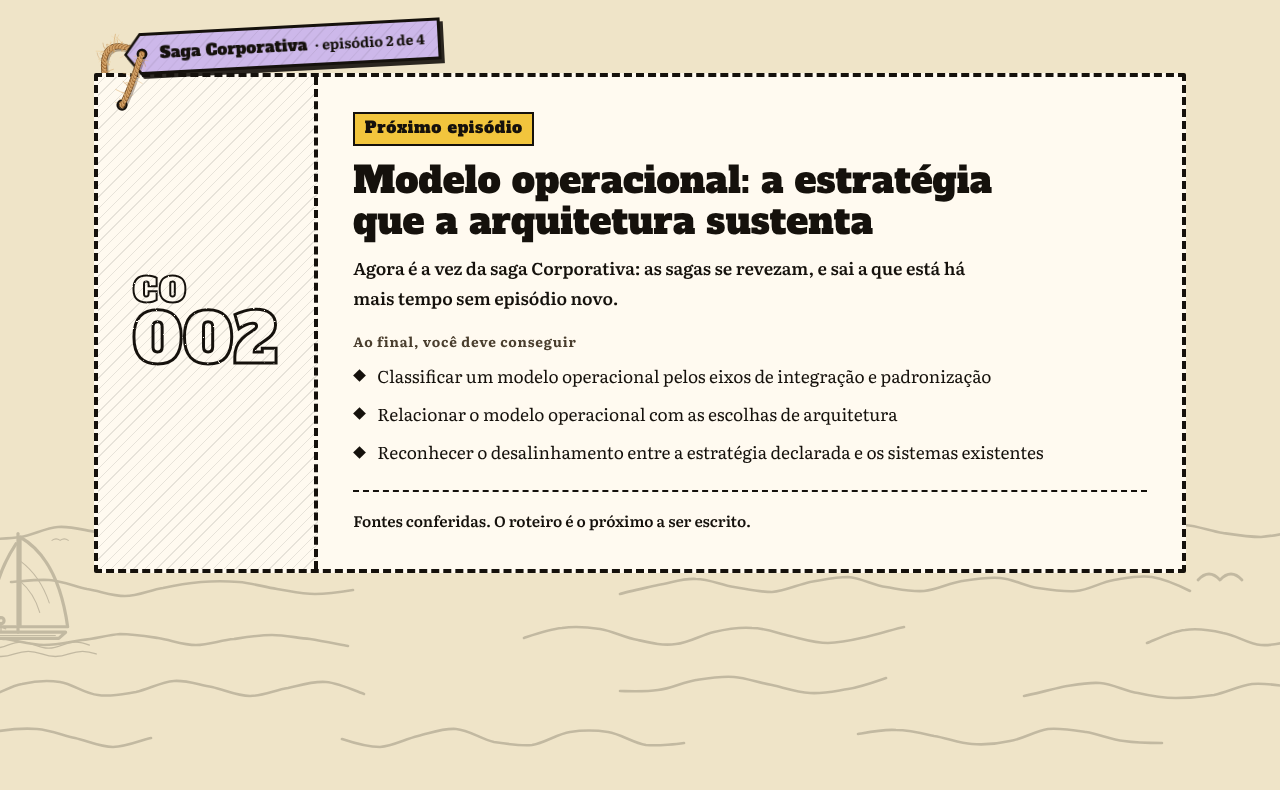 Saga Corporativa · episódio 2 de 4
CO
002
Próximo episódio
Modelo operacional: a estratégia
que a arquitetura sustenta
Agora é a vez da saga Corporativa: as sagas se revezam, e sai a que está há
mais tempo sem episódio novo.
Ao final, você deve conseguir
◆ Classificar um modelo operacional pelos eixos de integração e padronização
◆ Relacionar o modelo operacional com as escolhas de arquitetura
◆ Reconhecer o desalinhamento entre a estratégia declarada e os sistemas existentes
Fontes conferidas. O roteiro é o próximo a ser escrito.